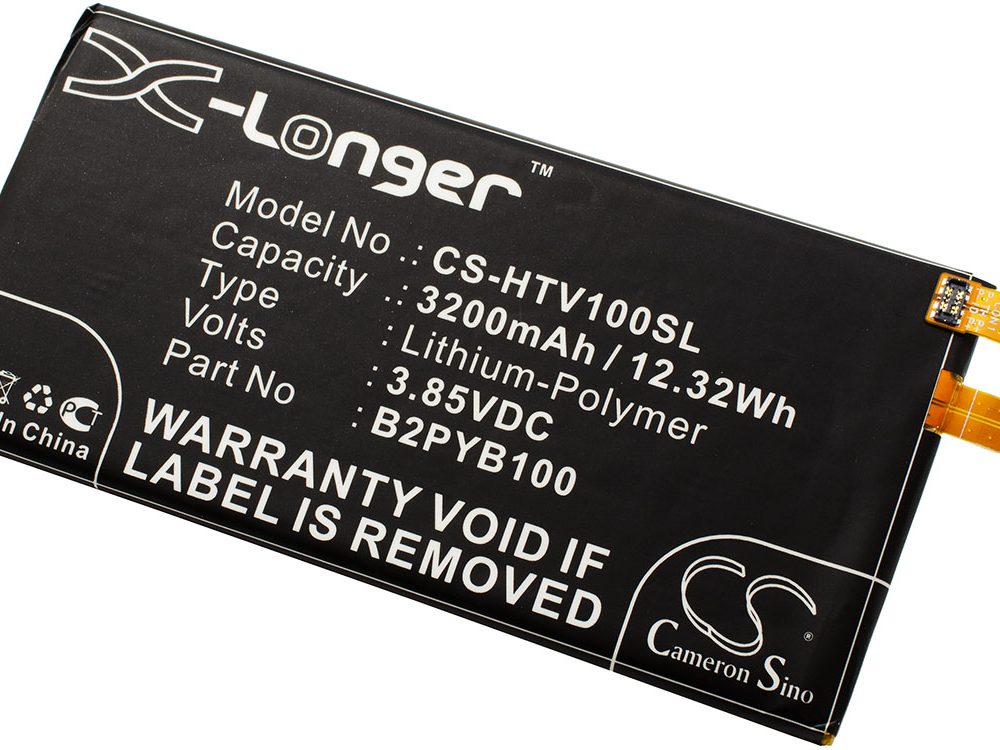 X-Longer™
Model No .: CS-HTV100SL
Capacity .: 3200mAh / 12.32Wh
Type : Lithium-Polymer
Volts : 3.85VDC
Part No : B2PYB100
WARRANTY VOID IF
LABEL IS REMOVED
In China
CS®
Cameron Sino